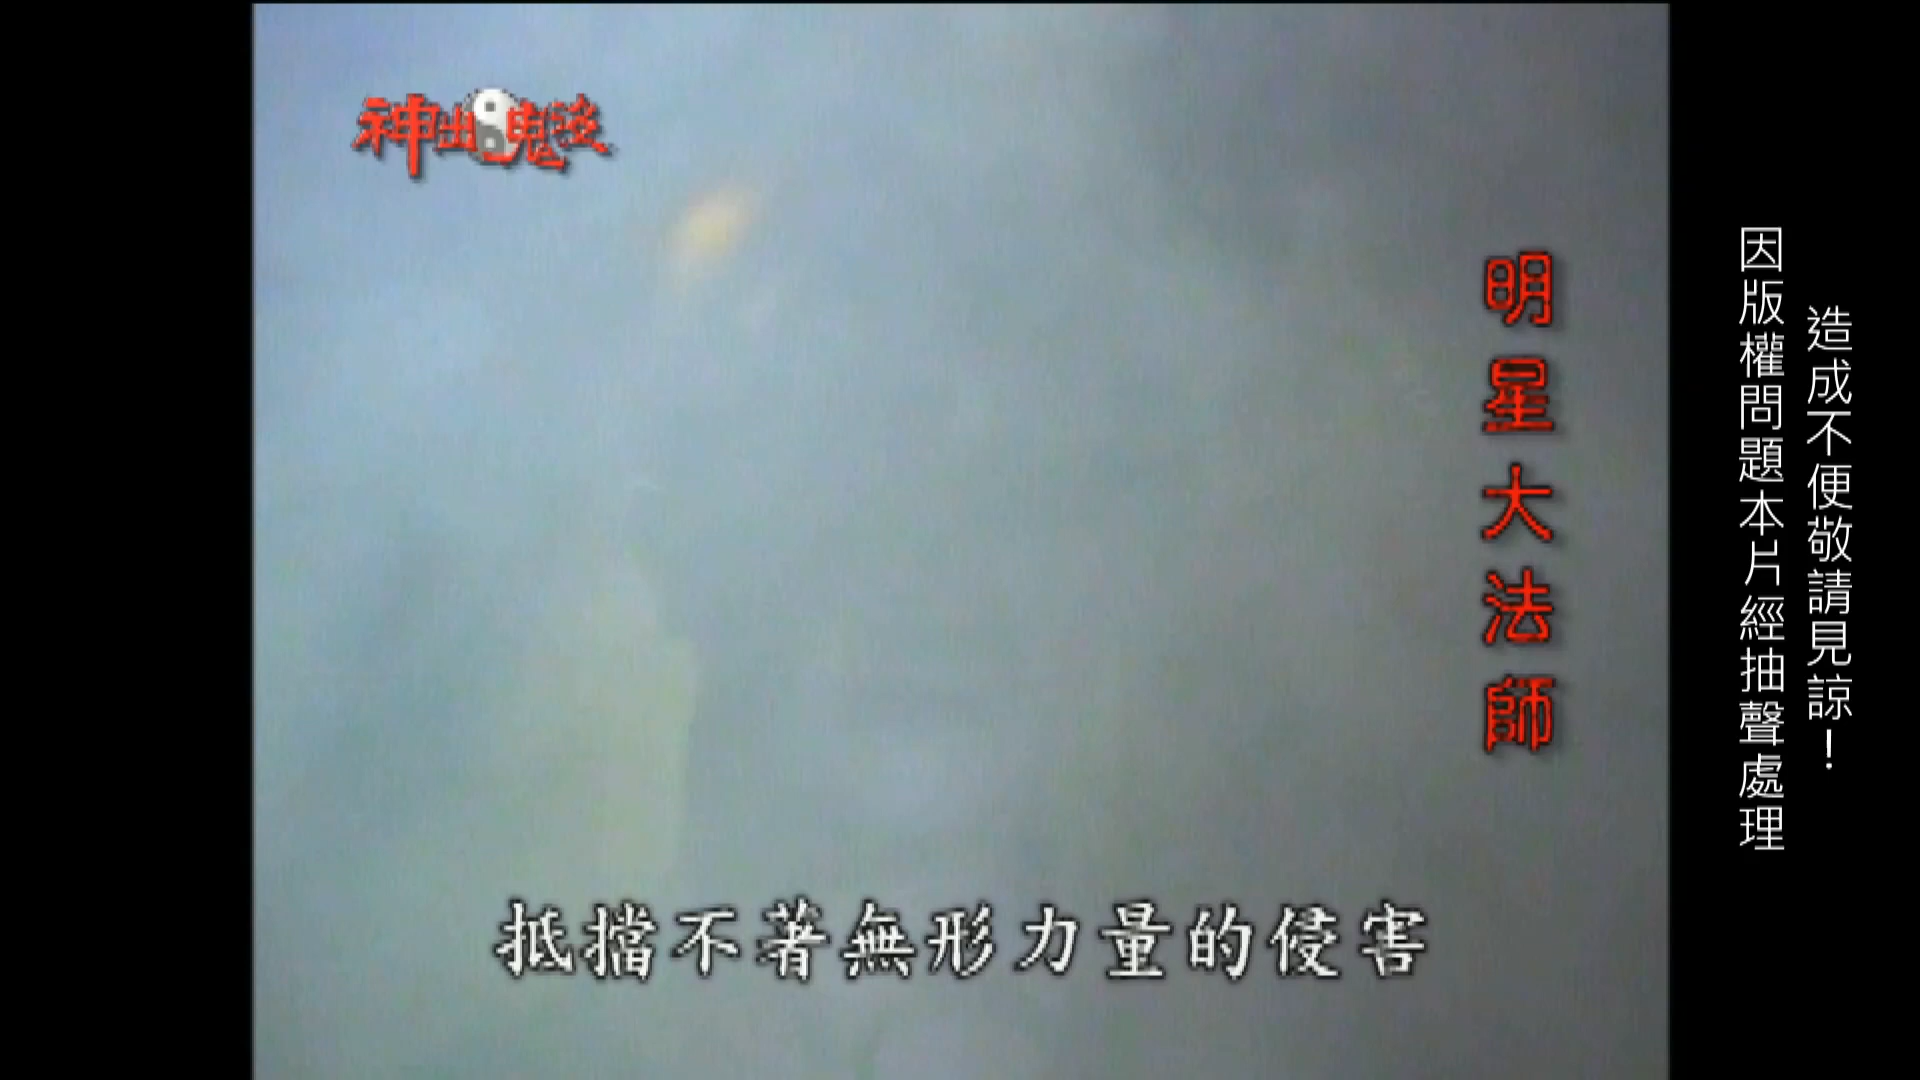 神出鬼沒
明星大法師
抵擋不著無形力量的侵害
造成不便敬請見諒！
因版權問題本片經抽聲處理